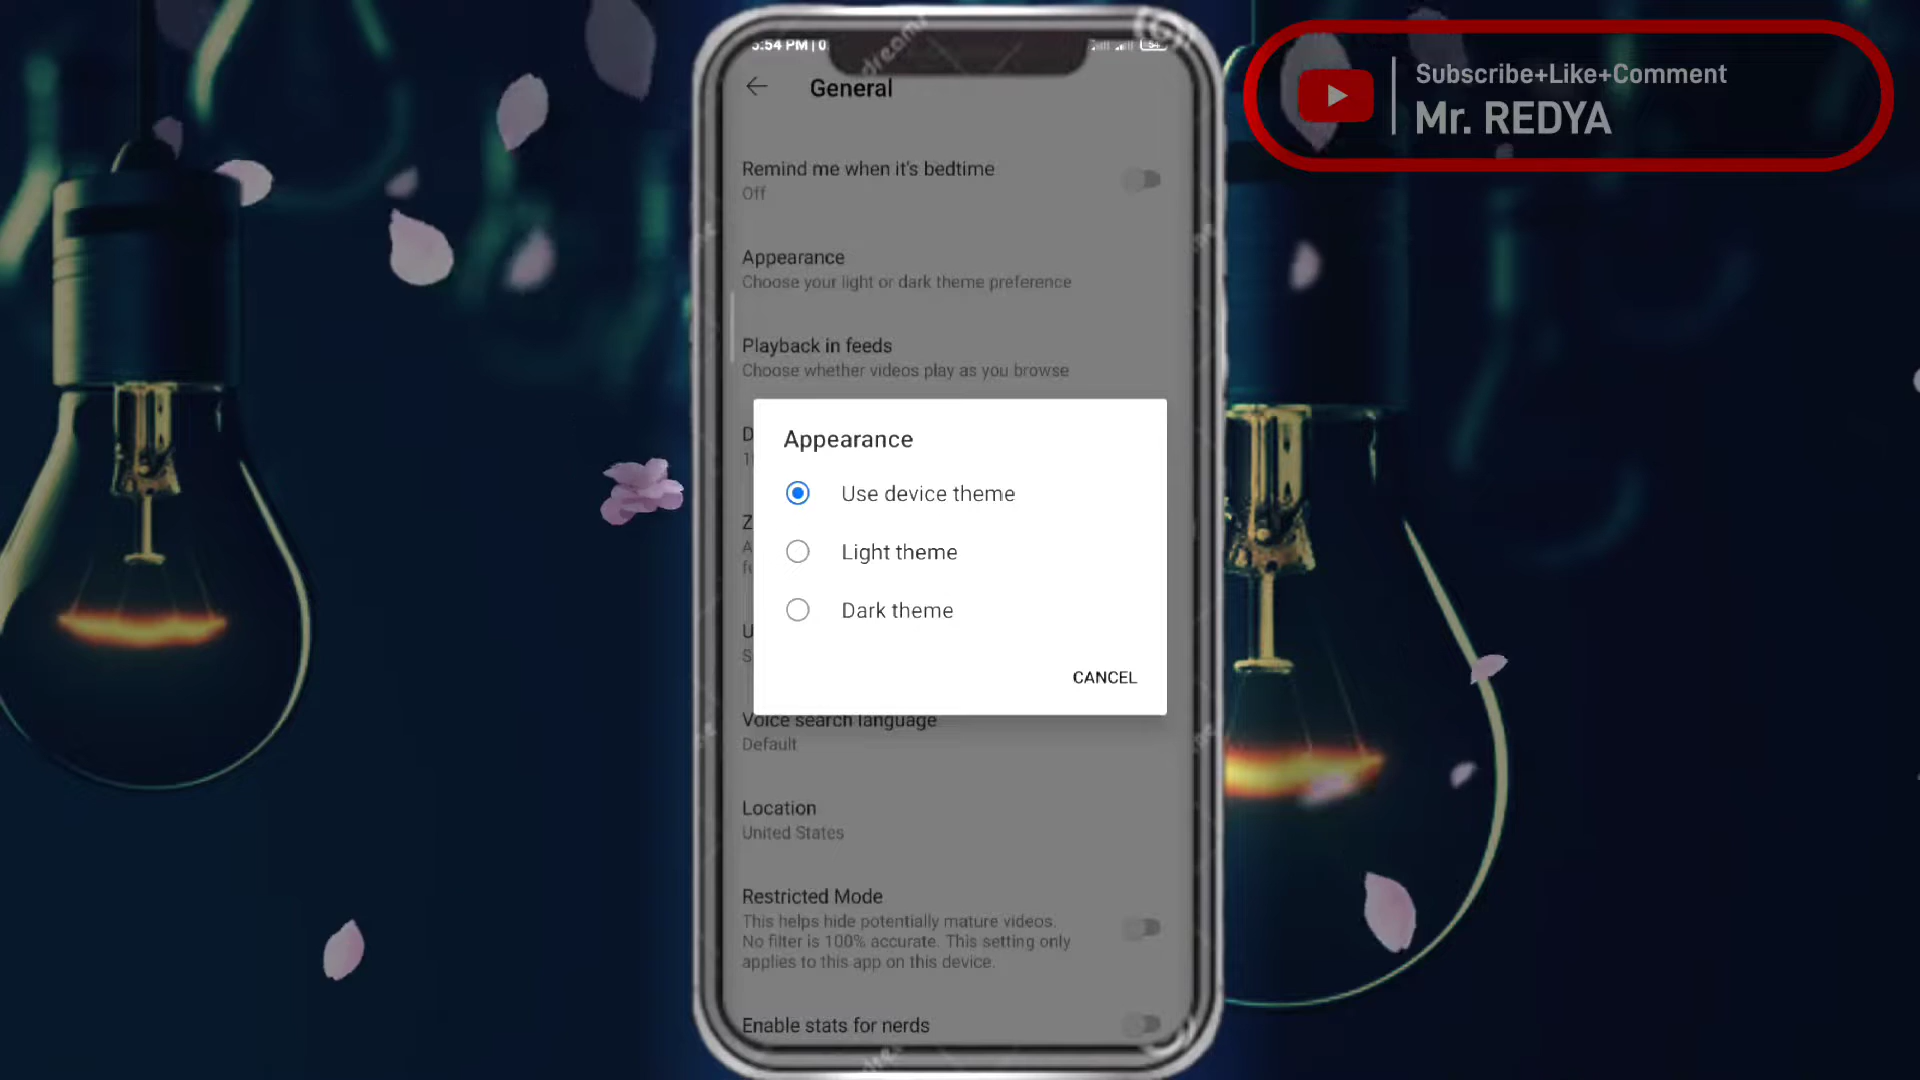 Subscribe+Like+Comment
Mr. REDYA
:54 PM | 0
54
General
Remind me when it's bedtime
Off
Appearance
Choose your light or dark theme preference
Playback in feeds
Choose whether videos play as you browse
Appearance
Use device theme
Light theme
Dark theme
CANCEL
Voice search language
Default
Location
United States
Restricted Mode
This helps hide potentially mature videos.
No filter is 100% accurate. This setting only
applies to this app on this device.
Enable stats for nerds